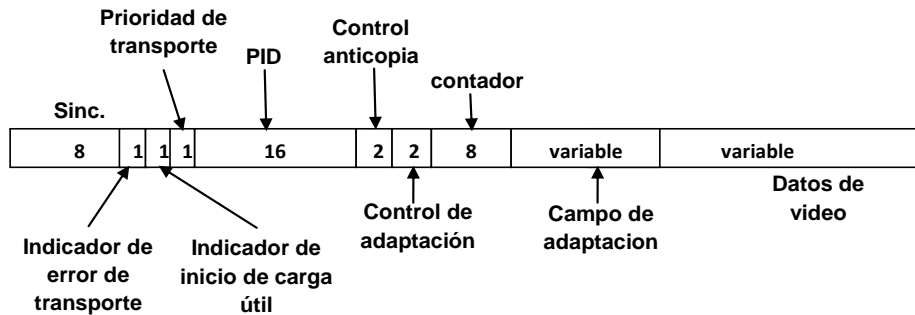 Prioridad de
transporte
PID
Control
anticopia
contador
Sinc.
8 1 1 1 16 2 2 8 variable variable
Datos de
video
Control de
adaptación
Campo de
adaptacion
Indicador de
error de
transporte
Indicador de
inicio de carga
útil